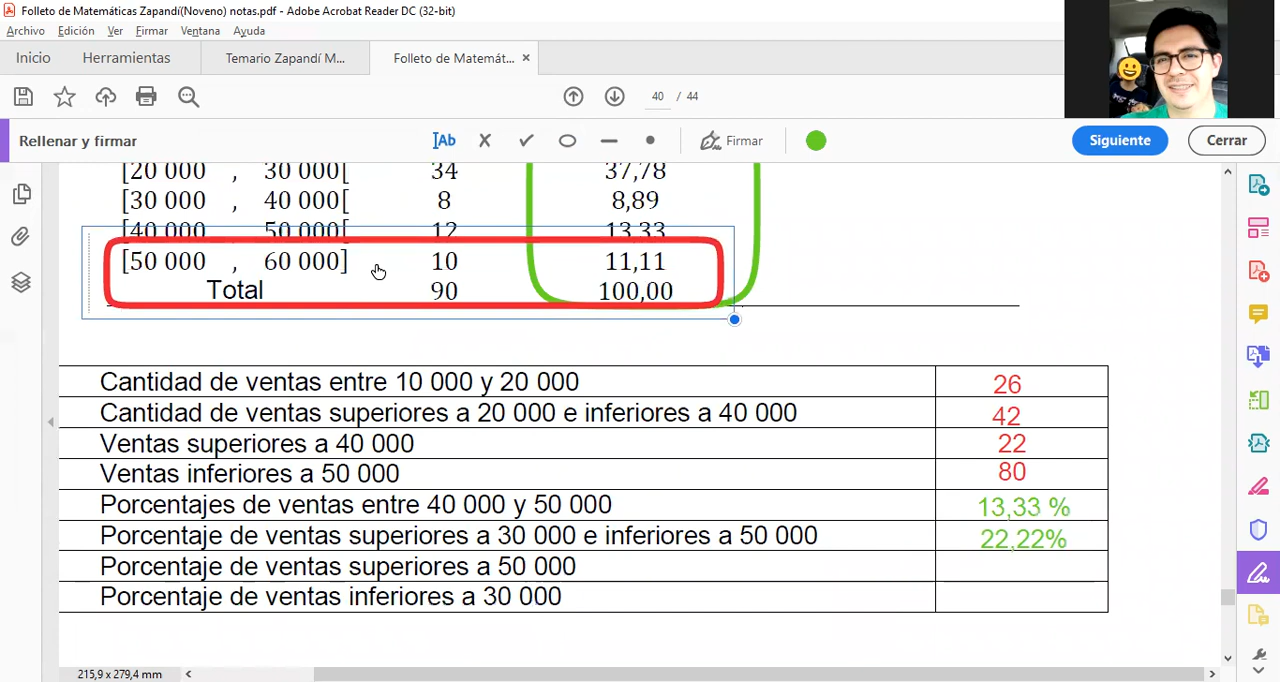 Folleto de Matemáticas Zapandí(Noveno) notas.pdf - Adobe Acrobat Reader DC (32-bit)
Archivo Edición Ver Firmar Ventana Ayuda
Inicio Herramientas Temario Zapandí M... Folleto de Matemát... ×
40 / 44
Rellenar y firmar Ab Firmar Siguiente Cerrar
[20 000 , 30 000[ 34 37,78
[30 000 , 40 000[ 8 8,89
[40 000 , 50 000[ 12 13,33
[50 000 , 60 000] 10 11,11
Total 90 100,00
Cantidad de ventas entre 10 000 y 20 000 26
Cantidad de ventas superiores a 20 000 e inferiores a 40 000 42
Ventas superiores a 40 000 22
Ventas inferiores a 50 000 80
Porcentajes de ventas entre 40 000 y 50 000 13,33 %
Porcentaje de ventas superiores a 30 000 e inferiores a 50 000 22,22%
Porcentaje de ventas superiores a 50 000
Porcentaje de ventas inferiores a 30 000
215,9 x 279,4 mm